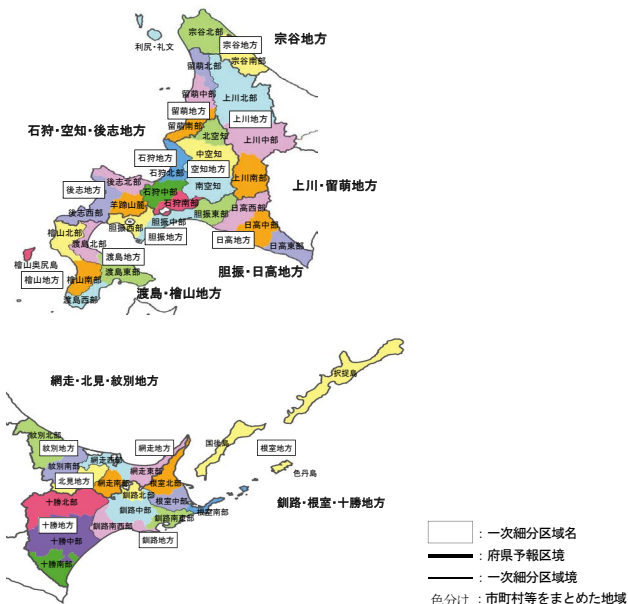 宗谷北部
利尻・礼文
宗谷地方
宗谷地方
宗谷南部
留萌北部
留萌中部
上川北部
留萌地方
留萌南部
上川地方
石狩・空知・後志地方
北空知
上川中部
中空知
石狩地方
石狩北部
空知地方
後志北部
上川南部
上川・留萌地方
後志地方
石狩中部
南空知
羊蹄山麓
石狩南部
日高西部
後志西部
胆振東部
胆振中部
胆振西部
日高中部
檜山北部
渡島北部
胆振地方
日高地方
日高東部
渡島地方
檜山奥尻島
渡島東部
胆振・日高地方
檜山地方
檜山南部
渡島・檜山地方
渡島西部
網走・北見・紋別地方
択捉島
紋別北部
国後島
根室地方
紋別地方
網走地方
網走西部
紋別南部
網走東部
色丹島
北見地方
網走南部
根室北部
釧路北部
十勝北部
根室中部
釧路・根室・十勝地方
釧路中部
根室南部
釧路南東部
十勝地方
釧路南西部
十勝中部
釧路地方
十勝南部
：一次細分区域名
：府県予報区境
：一次細分区域境
色分け：市町村等をまとめた地域